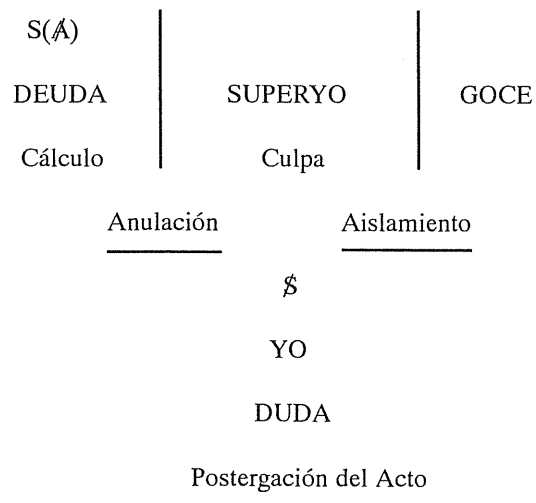 S(Ⱥ)
DEUDA SUPERYO GOCE
Cálculo Culpa
Anulación Aislamiento
$
YO
DUDA
Postergación del Acto